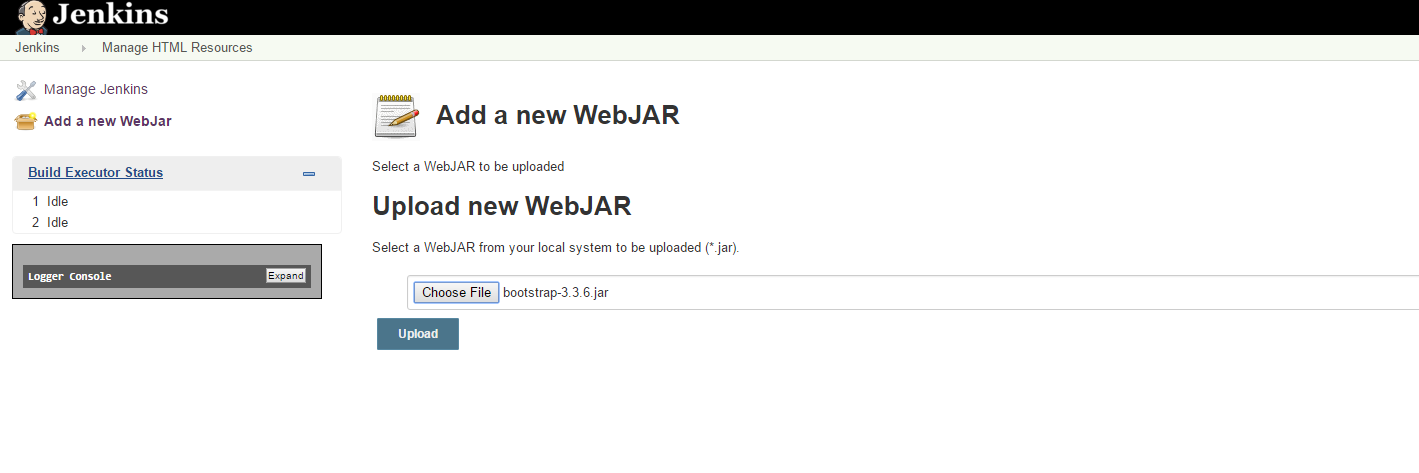 Jenkins
Jenkins Manage HTML Resources
Manage Jenkins
Add a new WebJar
Build Executor Status
1 Idle
2 Idle
Logger Console Expand
Add a new WebJAR
Select a WebJAR to be uploaded
Upload new WebJAR
Select a WebJAR from your local system to be uploaded (*.jar).
Choose File bootstrap-3.3.6.jar
Upload